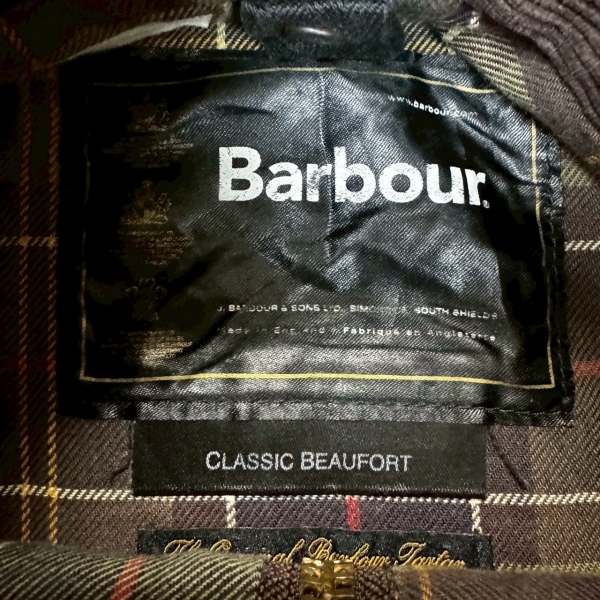 www.barbour.com
Barbour
J. BARBOUR & SONS LTD., SIMONSIDE, SOUTH SHIELDS
Made in England • Fabriqué en Angleterre
CLASSIC BEAUFORT
The Original Barbour Tartan